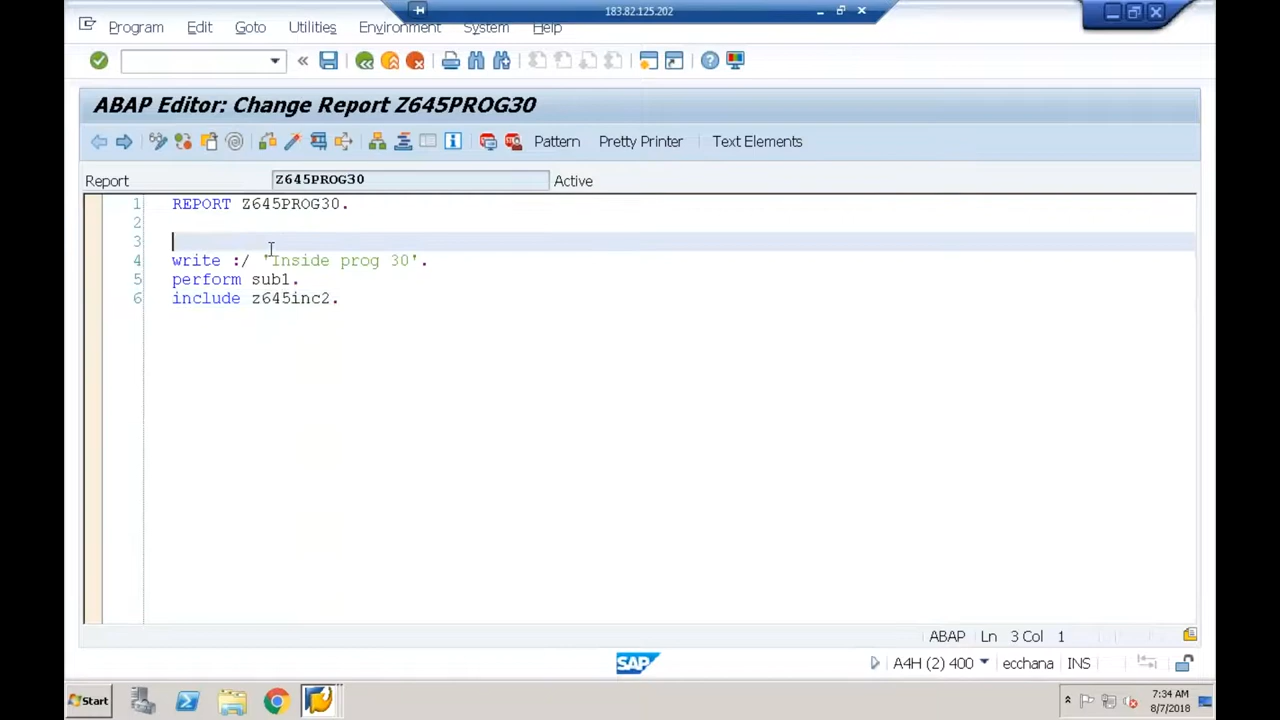 183.82.125.202
Program Edit Goto Utilities Environment System Help
ABAP Editor: Change Report Z645PROG30
Pattern Pretty Printer Text Elements
Report Z645PROG30 Active
1 REPORT Z645PROG30.
2
3
4 write :/ 'Inside prog 30'.
5 perform sub1.
6 include z645inc2.
ABAP Ln 3 Col 1
SAP A4H (2) 400 ecchana INS
Start 7:34 AM
8/7/2018